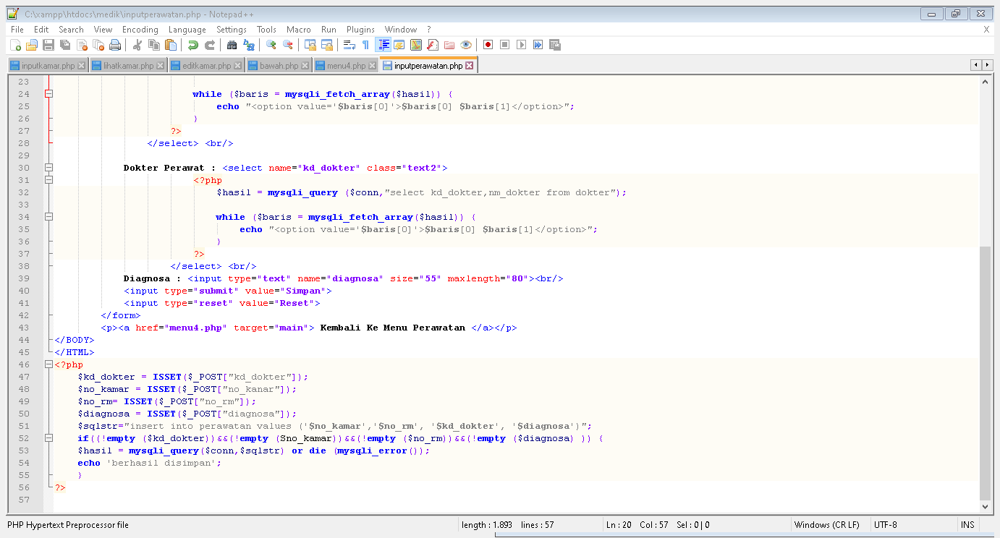 C:\xampp\htdocs\medik\inputperawatan.php - Notepad++
File Edit Search View Encoding Language Settings Tools Macro Run Plugins Window ? X
inputkamar.php lihatkamar.php editkamar.php bawah.php menu4.php inputperawatan.php
23
24 while ($baris = mysqli_fetch_array($hasil)) {
25 echo "<option value='$baris[0]'>$baris[0] $baris[1]</option>";
26 }
27 ?>
28 </select> <br/>
29
30 Dokter Perawat : <select name="kd_dokter" class="text2">
31 <?php
32 $hasil = mysqli_query ($conn,"select kd_dokter,nm_dokter from dokter");
33
34 while ($baris = mysqli_fetch_array($hasil)) {
35 echo "<option value='$baris[0]'>$baris[0] $baris[1]</option>";
36 }
37 ?>
38 </select> <br/>
39 Diagnosa : <input type="text" name="diagnosa" size="55" maxlength="80"><br/>
40 <input type="submit" value="Simpan">
41 <input type="reset" value="Reset">
42 </form>
43 <p><a href="menu4.php" target="main"> Kembali Ke Menu Perawatan </a></p>
44 </BODY>
45 </HTML>
46 <?php
47 $kd_dokter = ISSET($_POST["kd_dokter"]);
48 $no_kamar = ISSET($_POST["no_kanar"]);
49 $no_rm= ISSET($_POST["no_rm"]);
50 $diagnosa = ISSET($_POST["diagnosa"]);
51 $sqlstr="insert into perawatan values ('$no_kamar','$no_rm', '$kd_dokter', '$diagnosa')";
52 if((!empty ($kd_dokter))&&(!empty (Sno_kamar))&&(!empty ($no_rm))&&(!empty ($diagnosa) )) {
53 $hasil = mysqli_query($conn,$sqlstr) or die (mysqli_error());
54 echo 'berhasil disimpan';
55 }
56 ?>
57
PHP Hypertext Preprocessor file length : 1.893 lines : 57 Ln : 20 Col : 57 Sel : 0 | 0 Windows (CR LF) UTF-8 INS